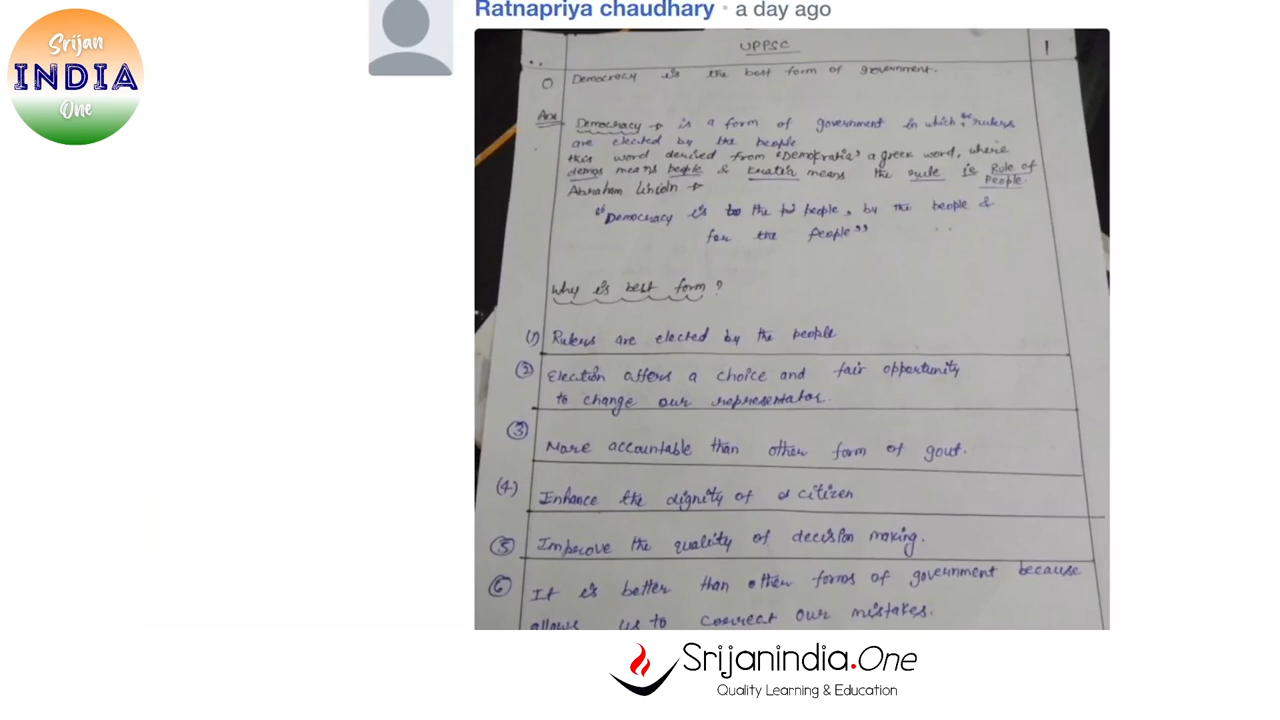 Srijan
INDIA
One
Ratnapriya chaudhary • a day ago
UPPSC
1
Q Democracy is the best form of government.
Ans Democracy → is a form of government in which the rulers
are elected by the people
this word derived from "Demokratia" a greek word, where
demos means people & kratia means the rule is Rule of
People.
Abraham Lincoln →
"Democracy is the people, by the people &
for the people"
Why is best form?
(1) Rulers are elected by the people
(2) Election offers a choice and fair opportunity
to change our representator.
(3)
More accountable than other form of govt.
(4) Enhance the dignity of a citizen
(5) Improve the quality of decision making.
(6) It is better than other forms of government because
allows us to correct our mistakes.
Srijanindia.One
Quality Learning & Education